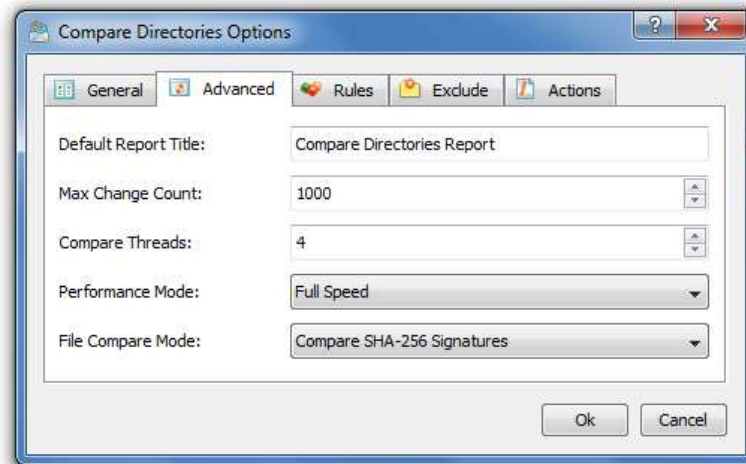 Compare Directories Options
General Advanced Rules Exclude Actions
Default Report Title: Compare Directories Report
Max Change Count: 1000
Compare Threads: 4
Performance Mode: Full Speed
File Compare Mode: Compare SHA-256 Signatures
Ok Cancel